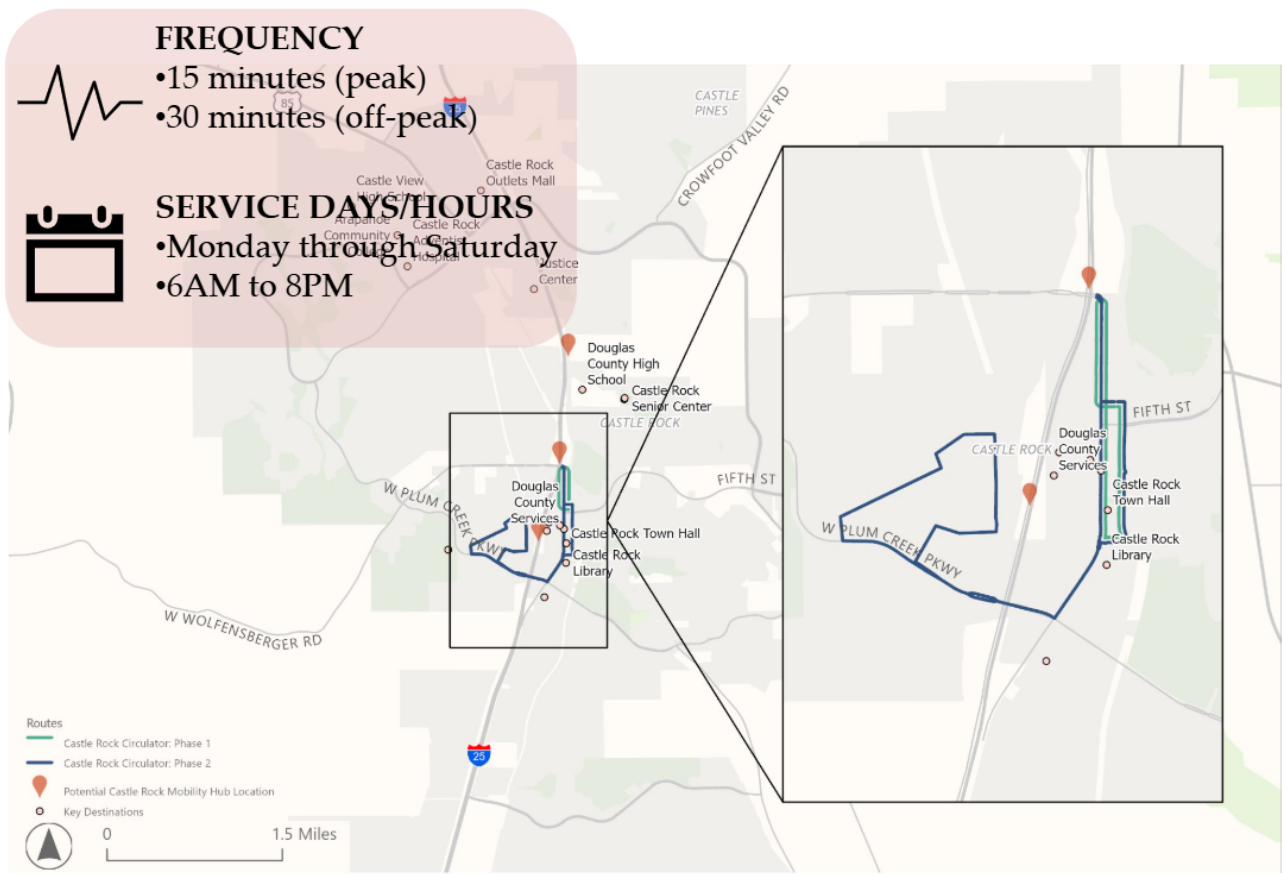 FREQUENCY
•15 minutes (peak)
•30 minutes (off-peak)
SERVICE DAYS/HOURS
•Monday through Saturday
•6AM to 8PM
85
CASTLE
PINES
CROWFOOT VALLEY RD
Castle Rock
Outlets Mall
Castle View
High School
Arapahoe
Community
Castle Rock
Adventist
Hospital
Justice
Center
Douglas
County High
School
Castle Rock
Senior Center
CASTLE ROCK
FIFTH ST
W PLUM CREEK PKWY
Douglas
County
Services
Castle Rock Town Hall
Castle Rock
Library
W WOLFENSBERGER RD
25
FIFTH ST
CASTLE ROCK
Douglas
County
Services
Castle Rock
Town Hall
W PLUM CREEK PKWY
Castle Rock
Library
Routes
Castle Rock Circulator: Phase 1
Castle Rock Circulator: Phase 2
Potential Castle Rock Mobility Hub Location
Key Destinations
0 1.5 Miles